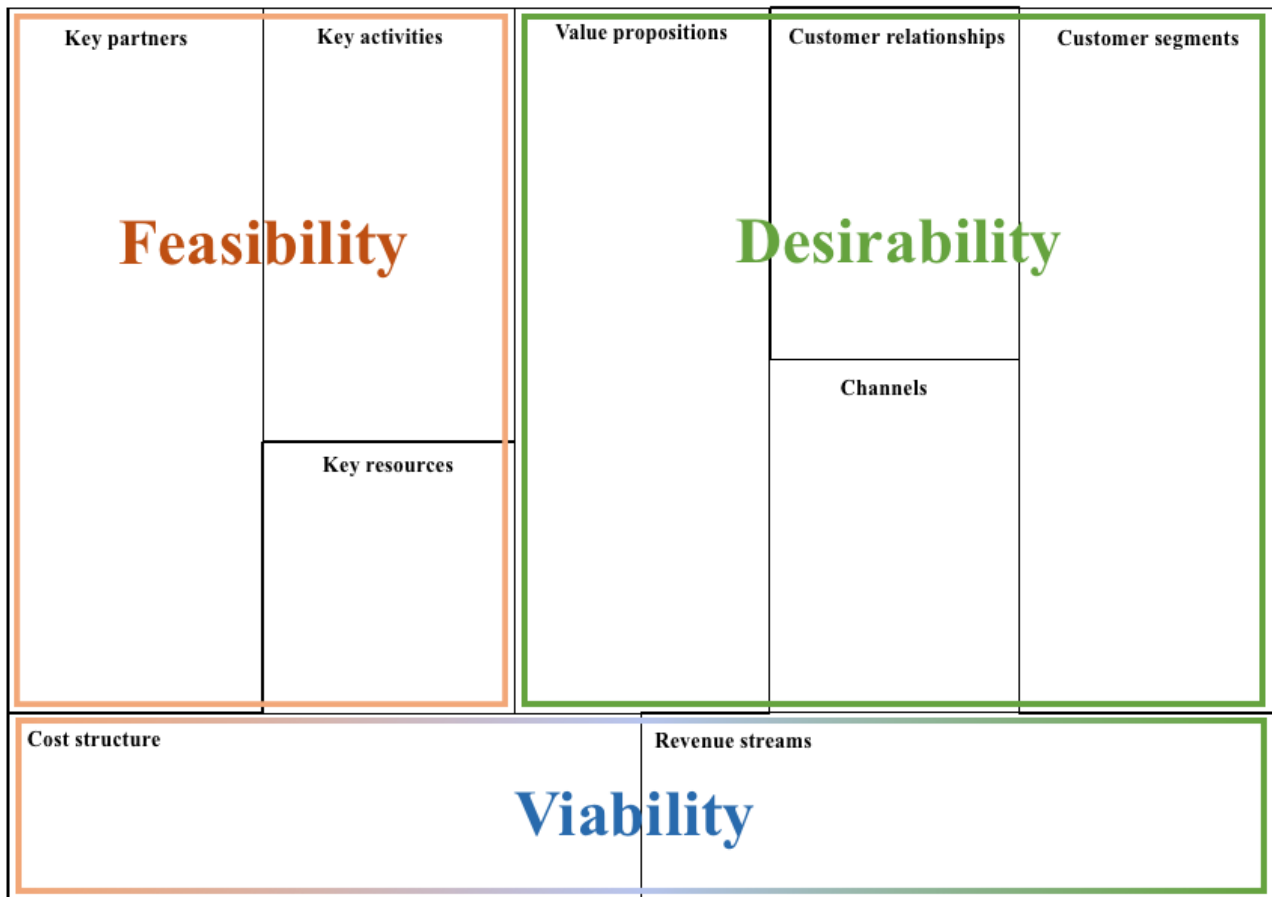 Key partners
Key activities
Value propositions
Customer relationships
Customer segments
Feasibility
Desirability
Channels
Key resources
Cost structure
Revenue streams
Viability